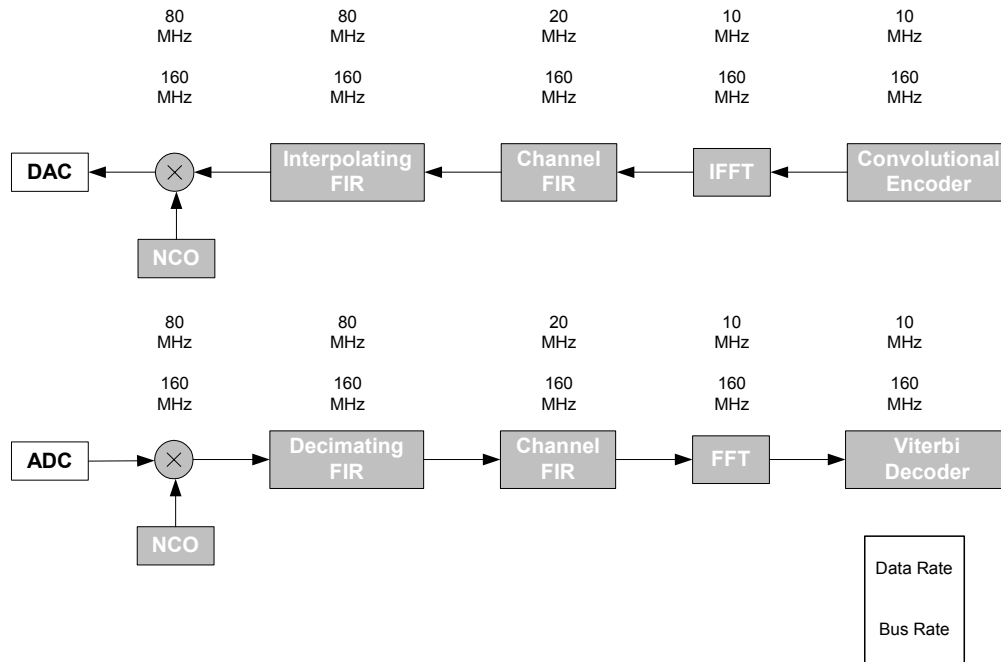 80 80 20 10 10
MHz MHz MHz MHz MHz
160 160 160 160 160
MHz MHz MHz MHz MHz
DAC × Interpolating FIR Channel FIR IFFT Convolutional Encoder
NCO
80 80 20 10 10
MHz MHz MHz MHz MHz
160 160 160 160 160
MHz MHz MHz MHz MHz
ADC × Decimating FIR Channel FIR FFT Viterbi Decoder
NCO
Data Rate
Bus Rate